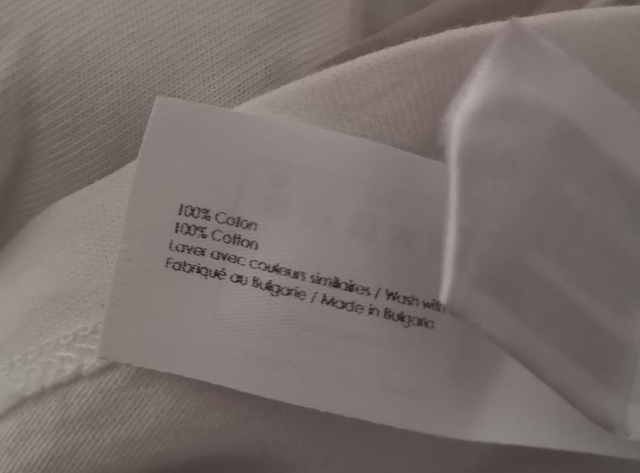 100% Coton
100% Cotton
Laver avec couleurs similaires / Wash with
Fabriqué au Bulgarie / Made in Bulgaria